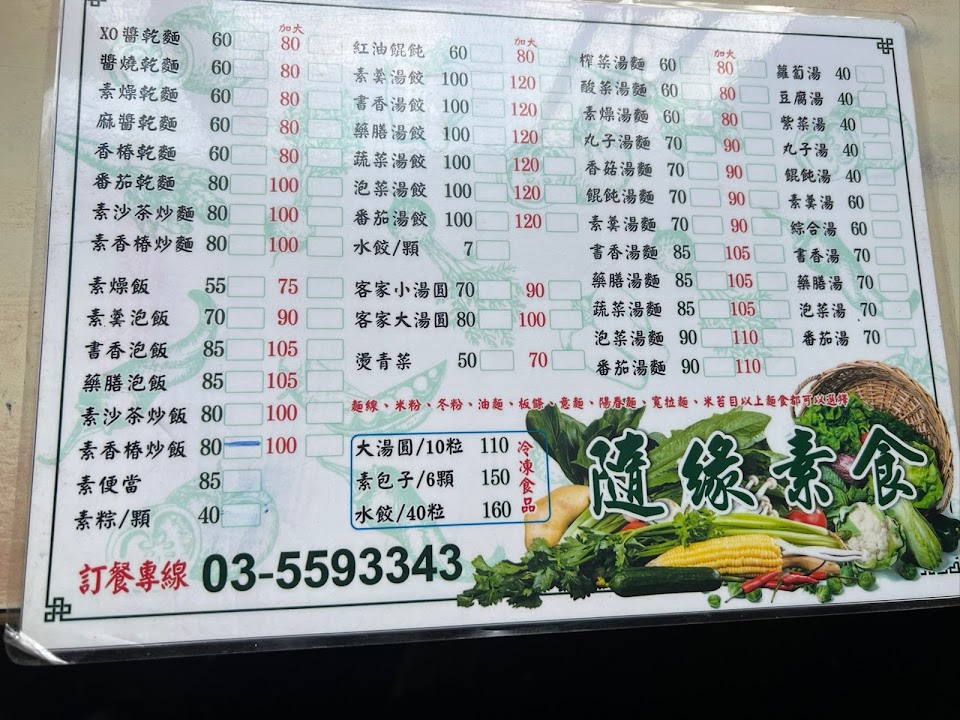 加大
XO醬乾麵 60 80
醬燒乾麵 60 80
素燥乾麵 60 80
麻醬乾麵 60 80
香椿乾麵 60 80
番茄乾麵 80 100
素沙茶炒麵 80 100
素香椿炒麵 80 100
素燥飯 55 75
素羹泡飯 70 90
書香泡飯 85 105
藥膳泡飯 85 105
素沙茶炒飯 80 100
素香椿炒飯 80 100
素便當 85
素粽/顆 40
加大
紅油餛飩 60 80
素羹湯餃 100 120
書香湯餃 100 120
藥膳湯餃 100 120
蔬菜湯餃 100 120
泡菜湯餃 100 120
番茄湯餃 100 120
水餃/顆 7
客家小湯圓 70 90
客家大湯圓 80 100
燙青菜 50 70
加大
榨菜湯麵 60 80
酸菜湯麵 60 80
素燥湯麵 60 80
丸子湯麵 70 90
香菇湯麵 70 90
餛飩湯麵 70 90
素羹湯麵 70 90
書香湯麵 85 105
藥膳湯麵 85 105
蔬菜湯麵 85 105
泡菜湯麵 90 110
番茄湯麵 90 110
蘿蔔湯 40
豆腐湯 40
紫菜湯 40
丸子湯 40
餛飩湯 40
素羹湯 60
綜合湯 60
書香湯 70
藥膳湯 70
泡菜湯 70
番茄湯 70
麵線、米粉、冬粉、油麵、板條、意麵、陽春麵、寬拉麵、米苔目以上麵食都可以選擇
大湯圓/10粒 110
素包子/6顆 150
水餃/40粒 160
冷凍食品
隨緣素食
訂餐專線 03-5593343